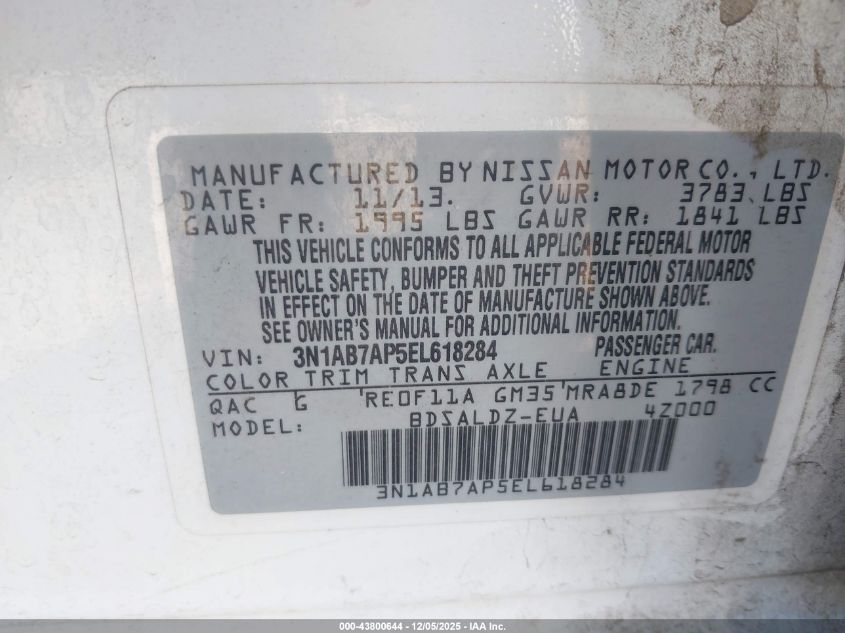 MANUFACTURED BY NISSAN MOTOR CO., LTD.
DATE: 11/13. GVWR: 3783 LBS
GAWR FR: 1995 LBS GAWR RR: 1841 LBS
THIS VEHICLE CONFORMS TO ALL APPLICABLE FEDERAL MOTOR
VEHICLE SAFETY, BUMPER AND THEFT PREVENTION STANDARDS
IN EFFECT ON THE DATE OF MANUFACTURE SHOWN ABOVE.
SEE OWNER'S MANUAL FOR ADDITIONAL INFORMATION.
VIN: 3N1AB7AP5EL618284 PASSENGER CAR.
COLOR TRIM TRANS AXLE ENGINE
QAC G RE0F11A GM35 MRA8DE 1798 CC
MODEL: BDSALDZ-EUA 4Z000
3N1AB7AP5EL618284
000-43800644 - 12/05/2025 - IAA Inc.